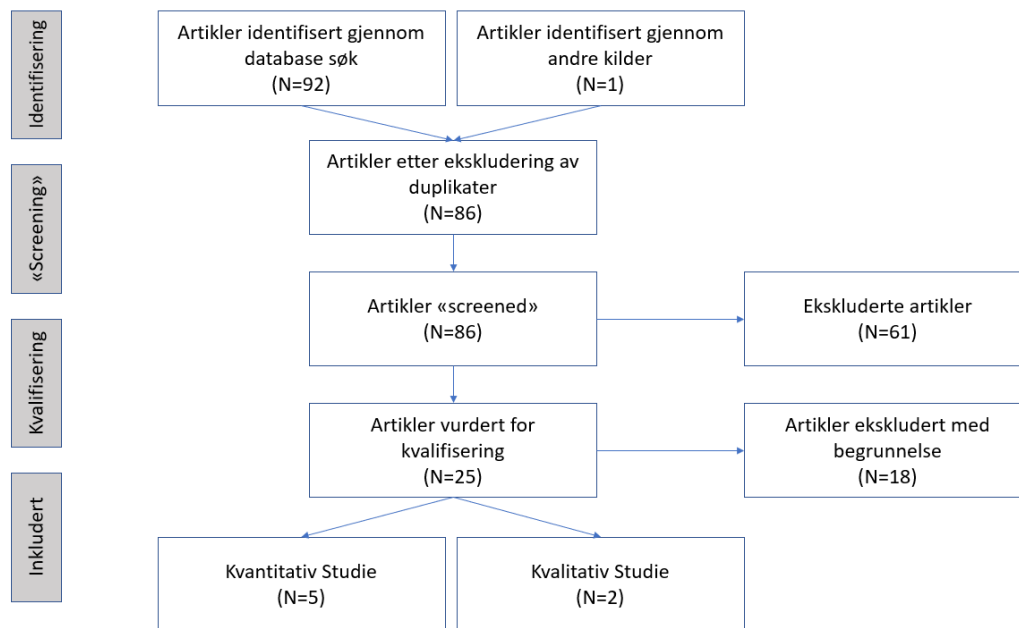 Identifisering
Artikler identifisert gjennom
database søk
(N=92)
Artikler identifisert gjennom
andre kilder
(N=1)
«Screening»
Artikler etter ekskludering av
duplikater
(N=86)
Artikler «screened»
(N=86)
Ekskluderte artikler
(N=61)
Kvalifisering
Artikler vurdert for
kvalifisering
(N=25)
Artikler ekskludert med
begrunnelse
(N=18)
Inkludert
Kvantitativ Studie
(N=5)
Kvalitativ Studie
(N=2)